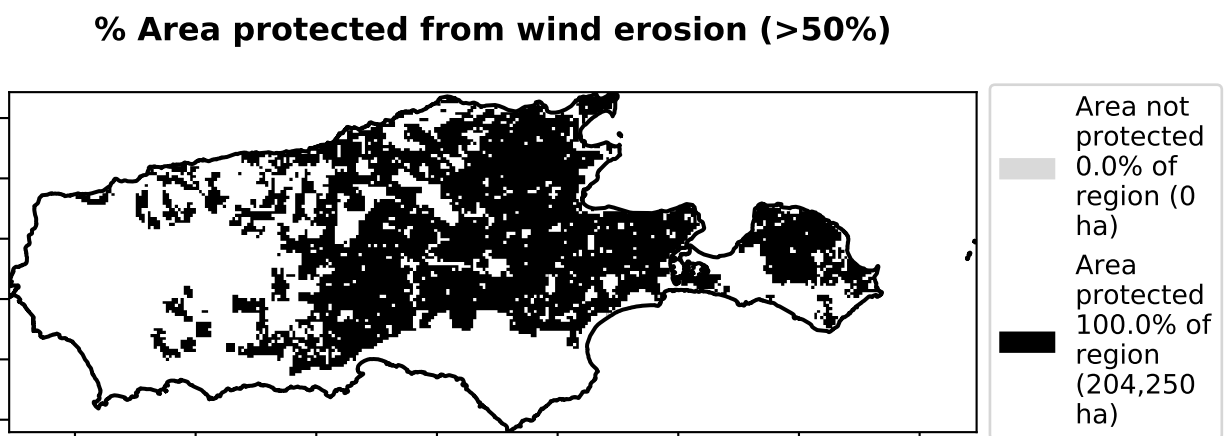 % Area protected from wind erosion (>50%)
Area not
protected
0.0% of
region (0
ha)
Area
protected
100.0% of
region
(204,250
ha)